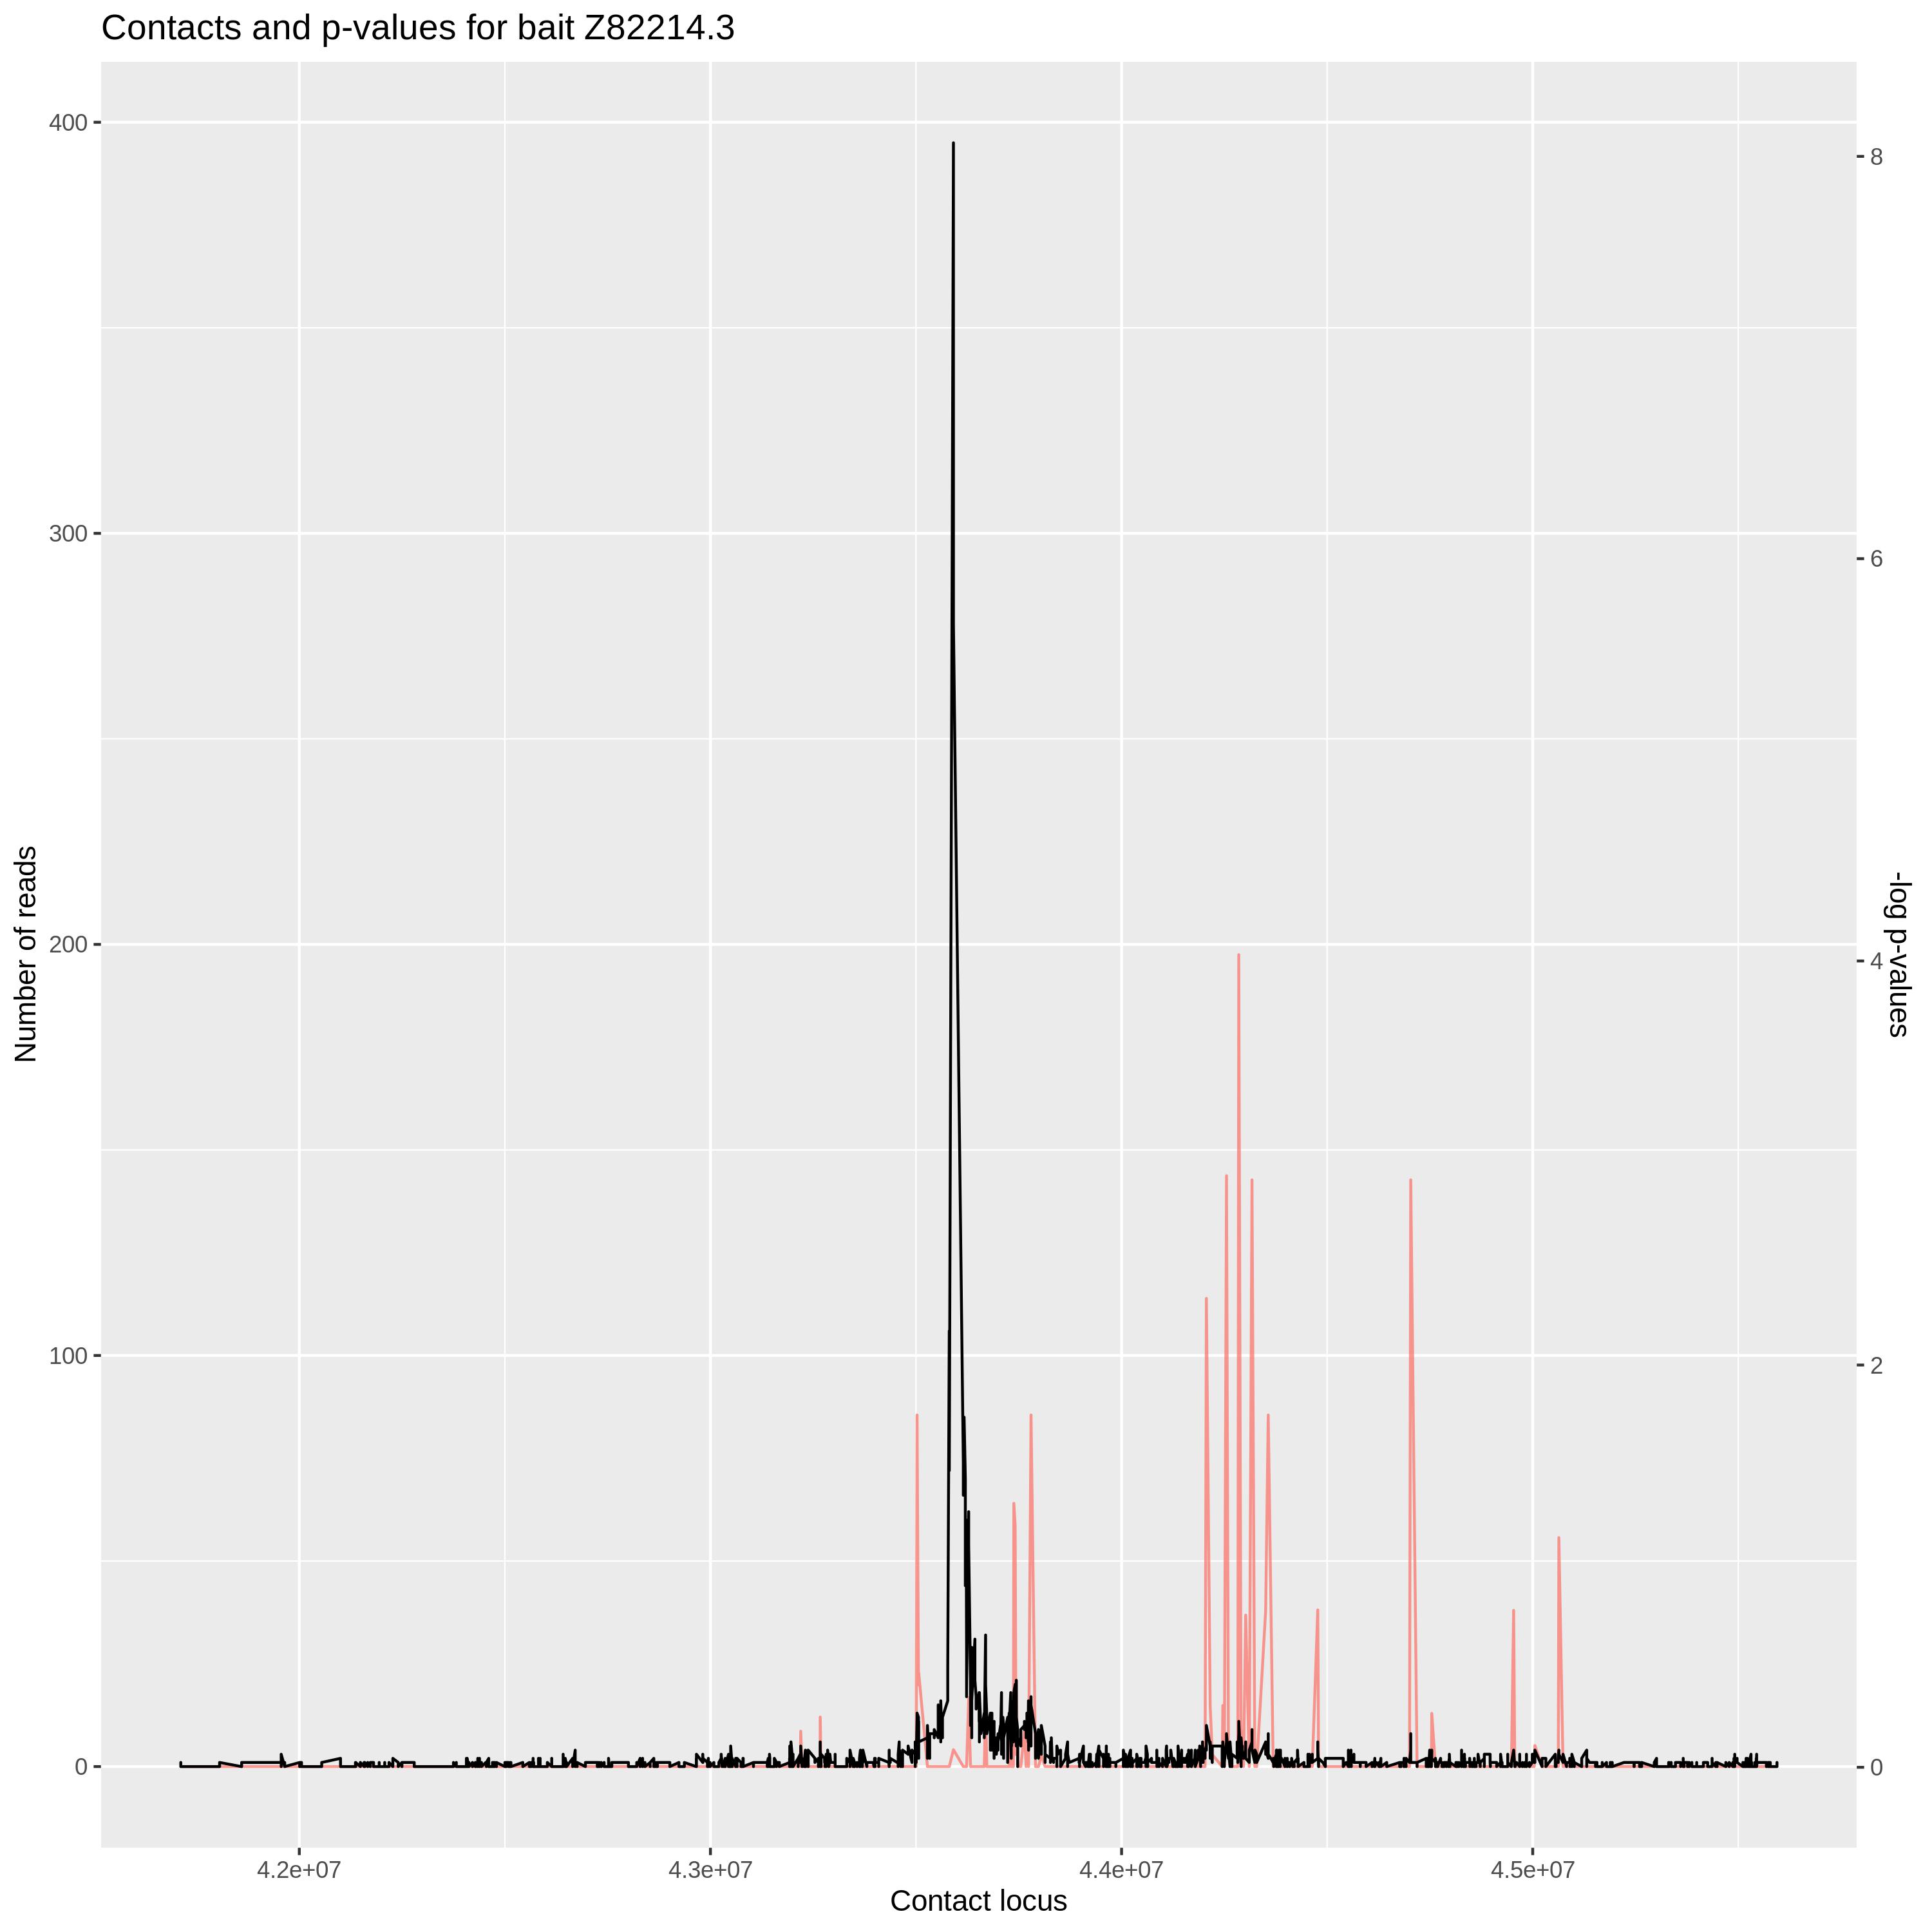 Contacts and p-values for bait Z82214.3
400
300
200
100
0
Number of reads
8
6
4
2
0
-log p-values
4.2e+07 4.3e+07 4.4e+07 4.5e+07
Contact locus